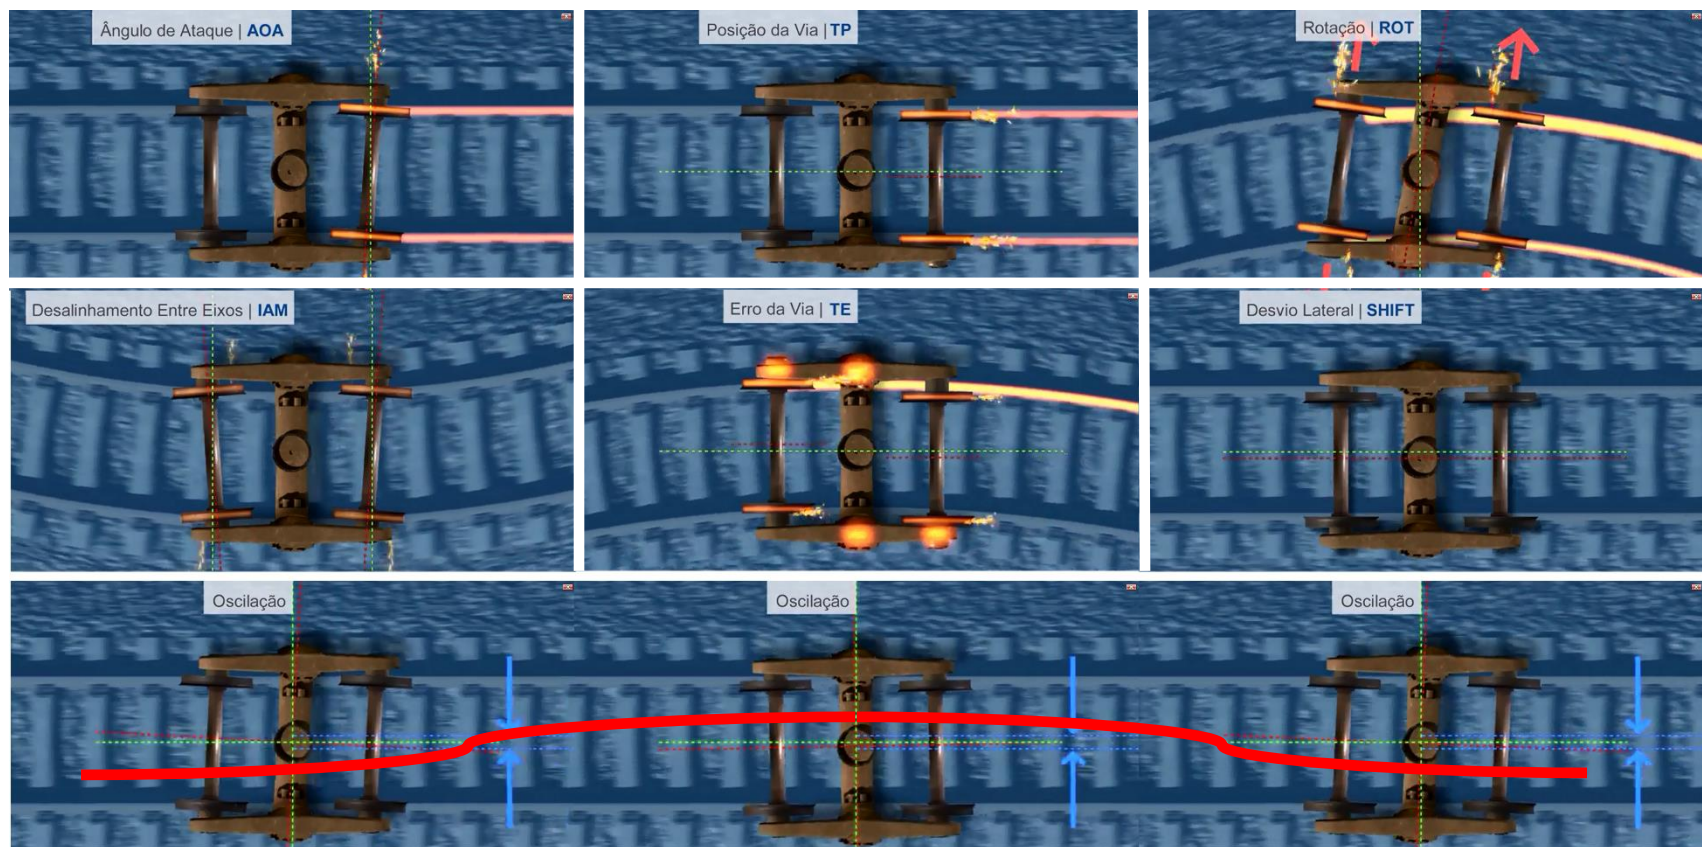 Ângulo de Ataque | AOA
Posição da Via | TP
Rotação | ROT
Desalinhamento Entre Eixos | IAM
Erro da Via | TE
Desvio Lateral | SHIFT
Oscilação
Oscilação
Oscilação